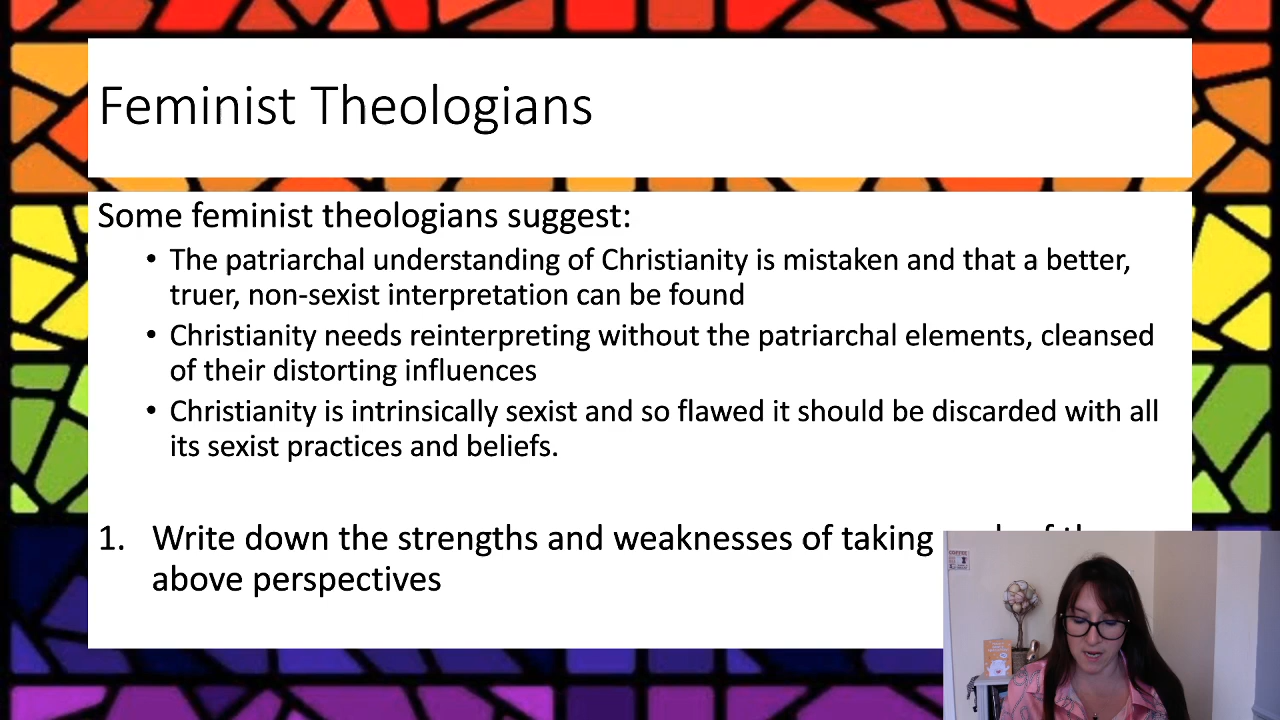 Feminist Theologians
Some feminist theologians suggest:
• The patriarchal understanding of Christianity is mistaken and that a better,
truer, non-sexist interpretation can be found
• Christianity needs reinterpreting without the patriarchal elements, cleansed
of their distorting influences
• Christianity is intrinsically sexist and so flawed it should be discarded with all
its sexist practices and beliefs.
1. Write down the strengths and weaknesses of taking
above perspectives